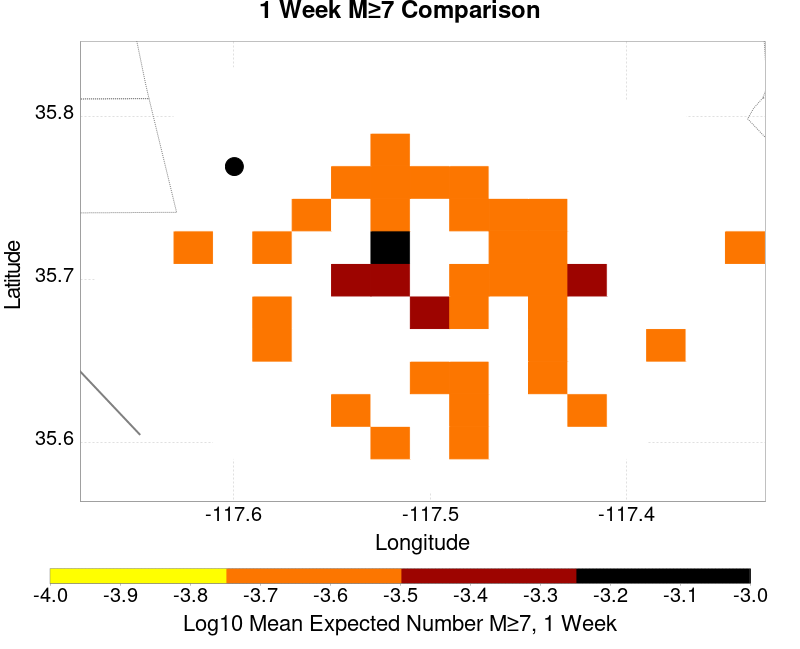 1 Week M≥7 Comparison
35.8
35.7
35.6
Latitude
-117.6 -117.5 -117.4
Longitude
-4.0 -3.9 -3.8 -3.7 -3.6 -3.5 -3.4 -3.3 -3.2 -3.1 -3.0
Log10 Mean Expected Number M≥7, 1 Week